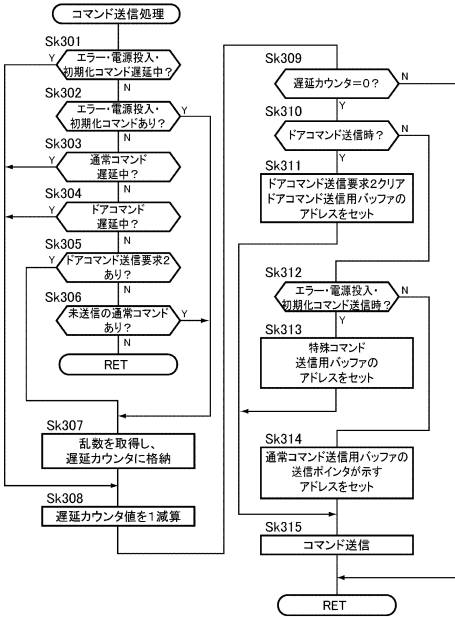 コマンド送信処理
Sk301
エラー・電源投入・
初期化コマンド遅延中?
Y
N
Sk302
エラー・電源投入・
初期化コマンドあり?
Y
N
Sk303
通常コマンド
遅延中?
Y
N
Sk304
ドアコマンド
遅延中?
Y
N
Sk305
ドアコマンド送信要求2
あり?
Y
N
Sk306
未送信の通常コマンド
あり?
Y
N
RET
Sk307
乱数を取得し、
遅延カウンタに格納
Sk308
遅延カウンタ値を1減算
Sk309
遅延カウンタ=0?
N
Y
Sk310
ドアコマンド送信時?
N
Y
Sk311
ドアコマンド送信要求2クリア
ドアコマンド送信用バッファの
アドレスをセット
Sk312
エラー・電源投入・
初期化コマンド送信時?
N
Y
Sk313
特殊コマンド
送信用バッファの
アドレスをセット
Sk314
通常コマンド送信用バッファの
送信ポインタが示す
アドレスをセット
Sk315
コマンド送信
RET